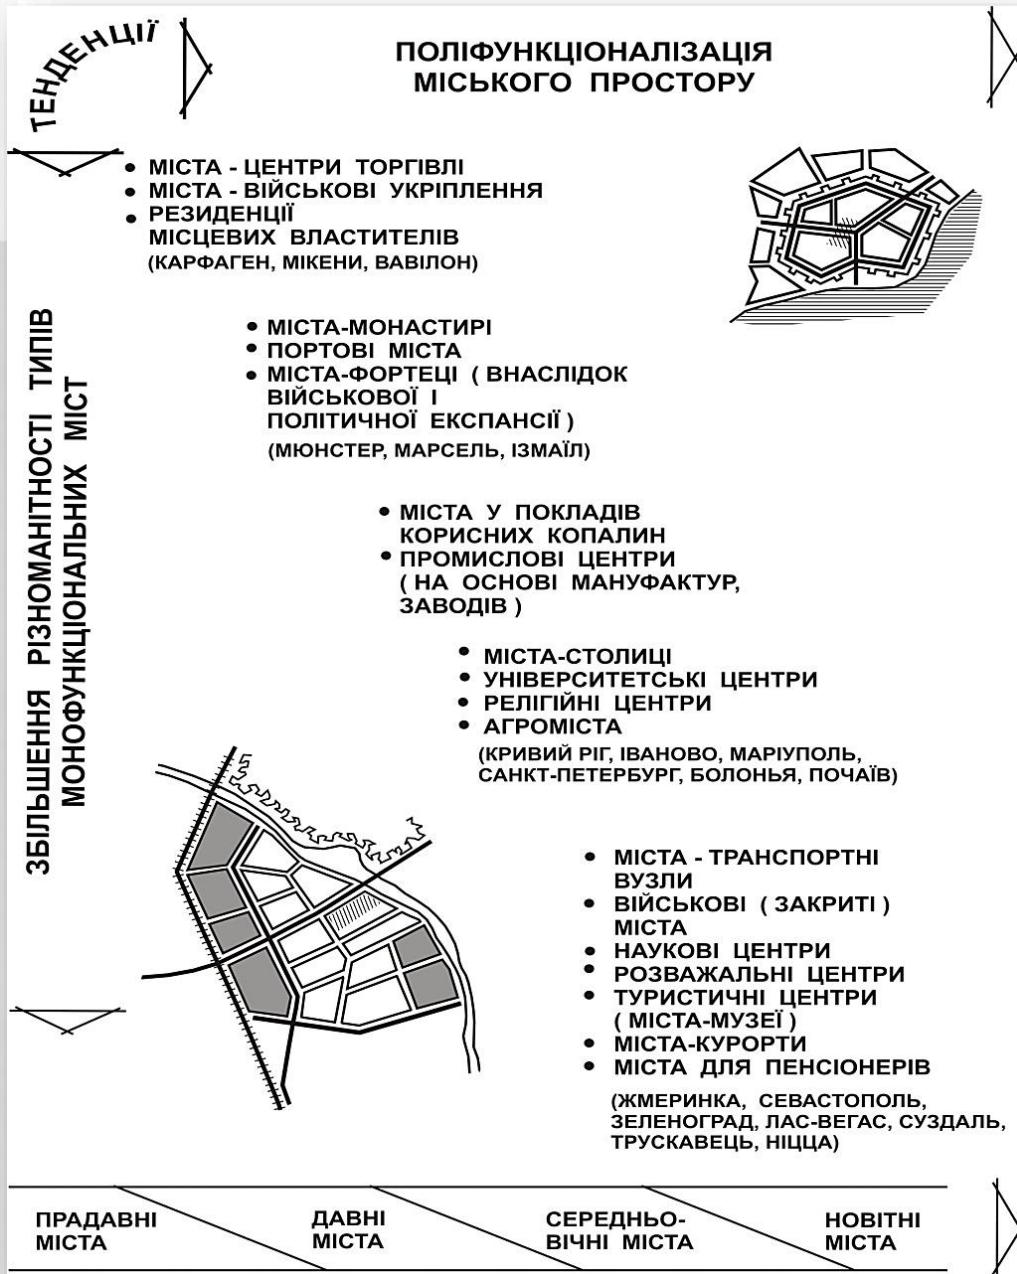 ТЕНДЕНЦІЇ
ПОЛІФУНКЦІОНАЛІЗАЦІЯ
МІСЬКОГО ПРОСТОРУ
ЗБІЛЬШЕННЯ РІЗНОМАНІТНОСТІ ТИПІВ
МОНОФУНКЦІОНАЛЬНИХ МІСТ
• МІСТА - ЦЕНТРИ ТОРГІВЛІ
• МІСТА - ВІЙСЬКОВІ УКРІПЛЕННЯ
• РЕЗИДЕНЦІЇ
МІСЦЕВИХ ВЛАСТИТЕЛІВ
(КАРФАГЕН, МІКЕНИ, ВАВІЛОН)
• МІСТА-МОНАСТИРІ
• ПОРТОВІ МІСТА
• МІСТА-ФОРТЕЦІ ( ВНАСЛІДОК
ВІЙСЬКОВОЇ І
ПОЛІТИЧНОЇ ЕКСПАНСІЇ )
(МЮНСТЕР, МАРСЕЛЬ, ІЗМАЇЛ)
• МІСТА У ПОКЛАДІВ
КОРИСНИХ КОПАЛИН
• ПРОМИСЛОВІ ЦЕНТРИ
( НА ОСНОВІ МАНУФАКТУР,
ЗАВОДІВ )
• МІСТА-СТОЛИЦІ
• УНІВЕРСИТЕТСЬКІ ЦЕНТРИ
• РЕЛІГІЙНІ ЦЕНТРИ
• АГРОМІСТА
(КРИВИЙ РІГ, ІВАНОВО, МАРІУПОЛЬ,
САНКТ-ПЕТЕРБУРГ, БОЛОНЬЯ, ПОЧАЇВ)
• МІСТА - ТРАНСПОРТНІ
ВУЗЛИ
• ВІЙСЬКОВІ ( ЗАКРИТІ )
МІСТА
• НАУКОВІ ЦЕНТРИ
• РОЗВАЖАЛЬНІ ЦЕНТРИ
• ТУРИСТИЧНІ ЦЕНТРИ
( МІСТА-МУЗЕЇ )
• МІСТА-КУРОРТИ
• МІСТА ДЛЯ ПЕНСІОНЕРІВ
(ЖМЕРИНКА, СЕВАСТОПОЛЬ,
ЗЕЛЕНОГРАД, ЛАС-ВЕГАС, СУЗДАЛЬ,
ТРУСКАВЕЦЬ, НІЦЦА)
ПРАДАВНІ
МІСТА
ДАВНІ
МІСТА
СЕРЕДНЬО-
ВІЧНІ МІСТА
НОВІТНІ
МІСТА